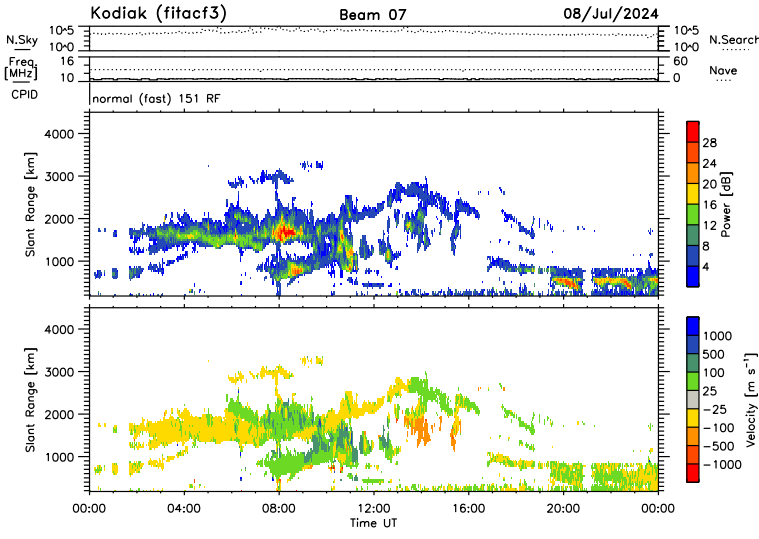 Kodiak (fitacf3) Beam 07 08/Jul/2024
N.Sky 10^5 10^0 10^5 10^0 N.Search
Freq. [MHz] 16 10 60 0 Nave
CPID normal (fast) 151 RF
Slant Range [km]
4000
3000
2000
1000
28
24
20
16
12
8
4
Power [dB]
Slant Range [km]
4000
3000
2000
1000
1000
500
100
25
−25
−100
−500
−1000
Velocity [m s⁻¹]
00:00 04:00 08:00 12:00 16:00 20:00 00:00
Time UT